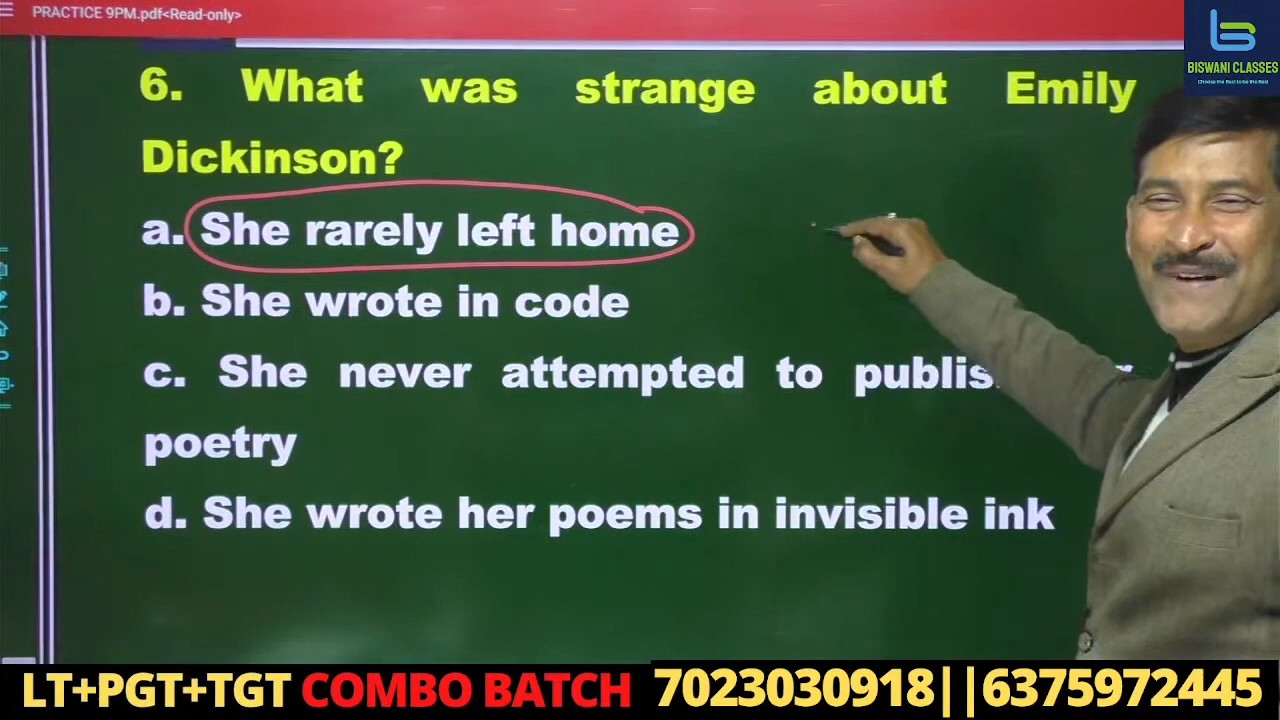 PRACTICE 9PM.pdf<Read-only>
BISWANI CLASSES
6. What was strange about Emily
Dickinson?
a. She rarely left home
b. She wrote in code
c. She never attempted to
poetry
d. She wrote her poems in invisible ink
LT+PGT+TGT COMBO BATCH 7023030918||6375972445